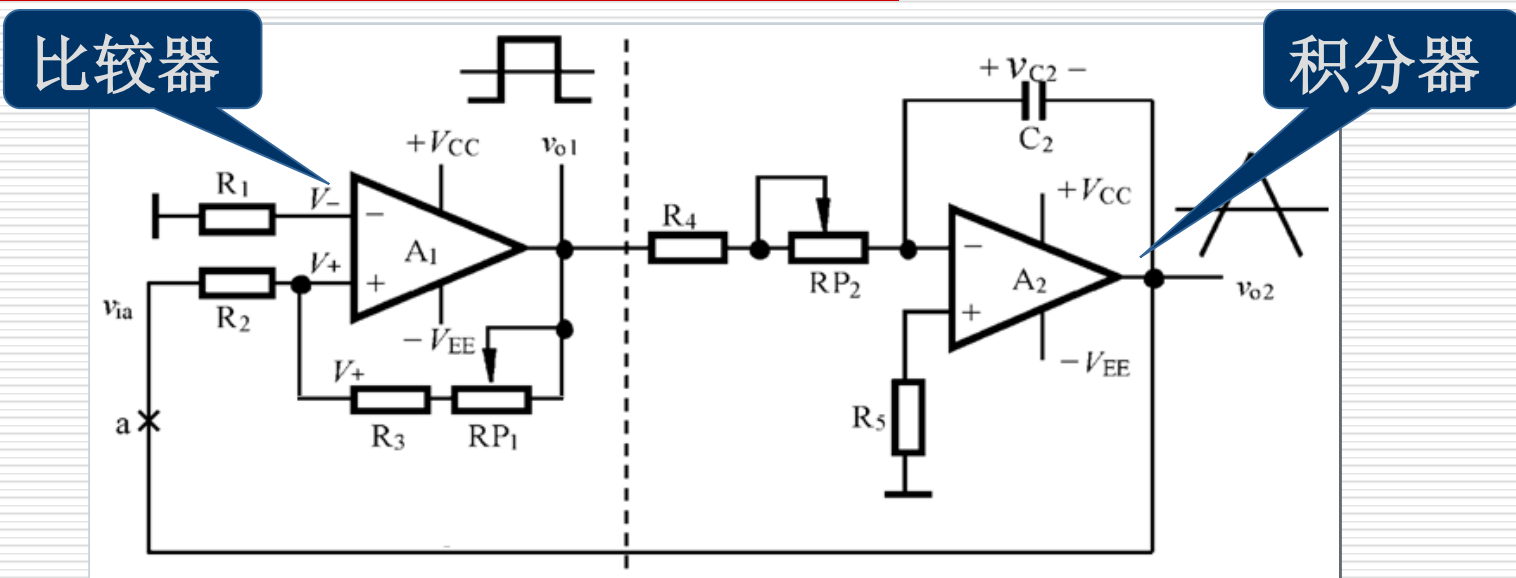 比较器
积分器
+ vC2 −
C2
+VCC
vo1
R1
V−
−
A1
R4
+VCC
−
V+
+
RP2
A2
vo2
via
R2
+
−VEE
−VEE
V+
R5
a
R3
RP1